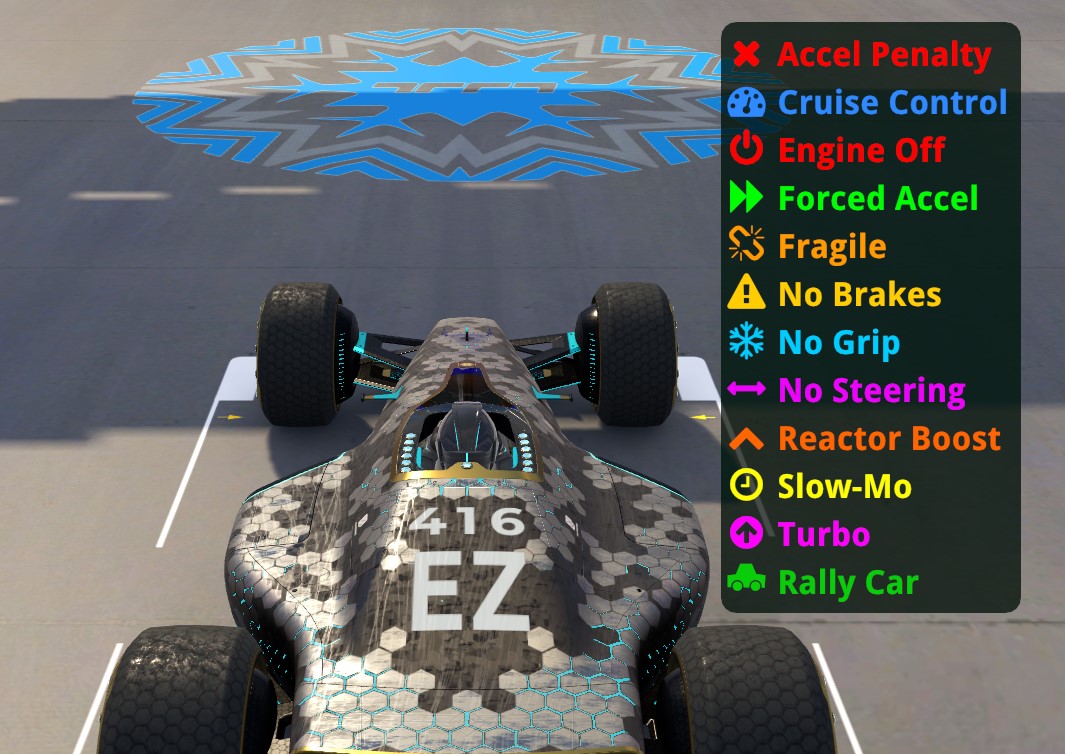 Accel Penalty
Cruise Control
Engine Off
Forced Accel
Fragile
No Brakes
No Grip
No Steering
Reactor Boost
Slow-Mo
Turbo
Rally Car
416
EZ